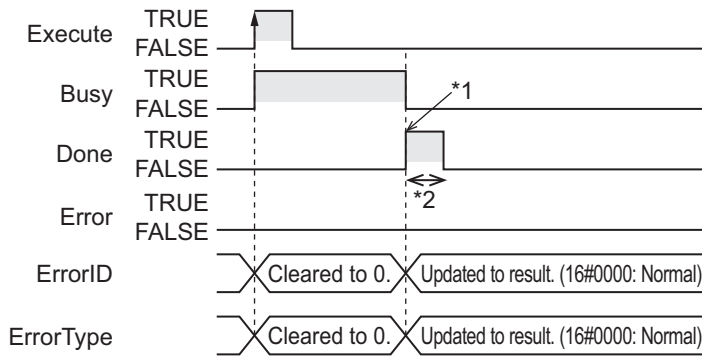 Execute TRUE
FALSE
Busy TRUE
FALSE
*1
Done TRUE
FALSE
*2
Error TRUE
FALSE
ErrorID Cleared to 0. Updated to result. (16#0000: Normal)
ErrorType Cleared to 0. Updated to result. (16#0000: Normal)